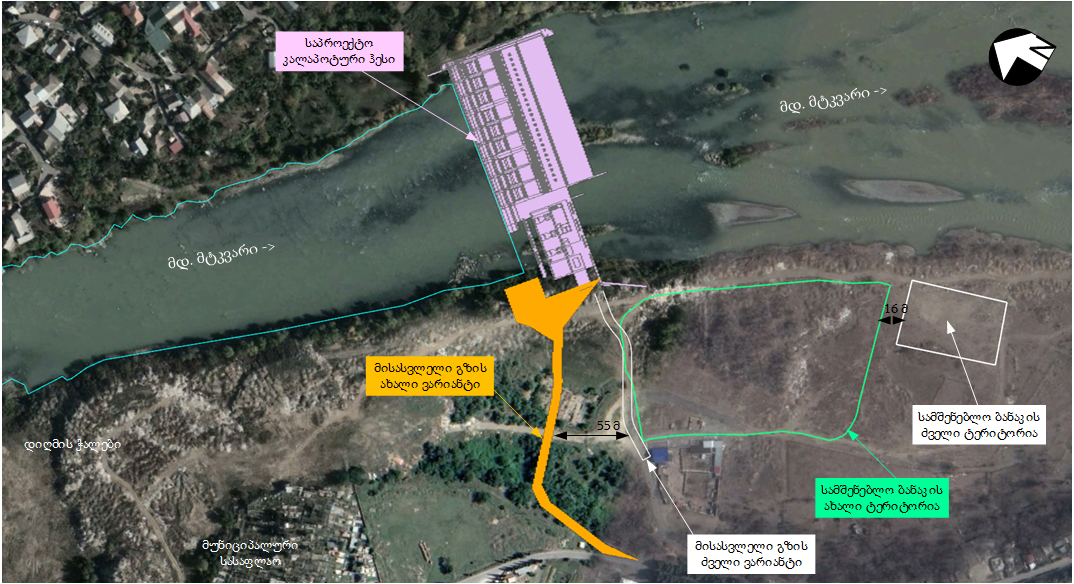 საპროექტო
კალაპოტური ჰესი
მდ. მტკვარი ->
მდ. მტკვარი ->
16 მ
მისასვლელი გზის
ახალი ვარიანტი
55 მ
სამშენებლო ბანაკის
ძველი ტერიტორია
დიღმის ჭალები
სამშენებლო ბანაკის
ახალი ტერიტორია
მუნიციპალური
სასაფლაო
მისასვლელი გზის
ძველი ვარიანტი